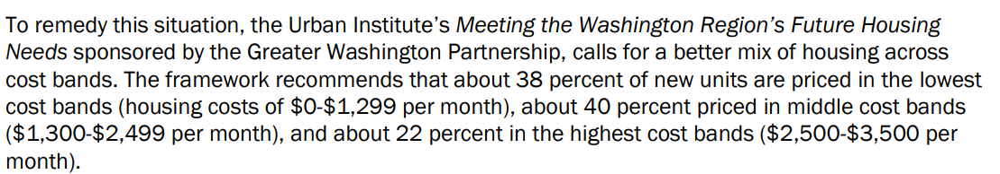 To remedy this situation, the Urban Institute’s Meeting the Washington Region’s Future Housing
Needs sponsored by the Greater Washington Partnership, calls for a better mix of housing across
cost bands. The framework recommends that about 38 percent of new units are priced in the lowest
cost bands (housing costs of $0-$1,299 per month), about 40 percent priced in middle cost bands
($1,300-$2,499 per month), and about 22 percent in the highest cost bands ($2,500-$3,500 per
month).